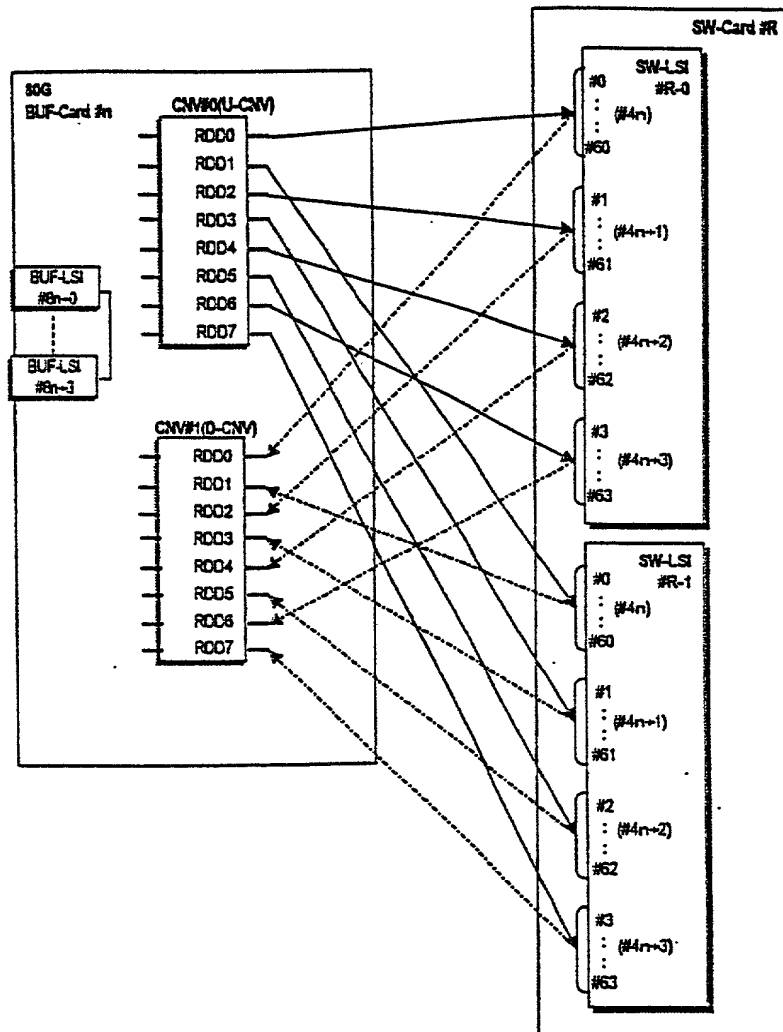 SW-Card #R
80G
BUF-Card #n
CNV#0(U-CNV)
RDD0
RDD1
RDD2
RDD3
RDD4
RDD5
RDD6
RDD7
BUF-LSI
#8n+0
BUF-LSI
#8n+3
CNV#1(D-CNV)
RDD0
RDD1
RDD2
RDD3
RDD4
RDD5
RDD6
RDD7
SW-LSI
#R-0
#0
(#4n)
#60
#1
(#4n+1)
#61
#2
(#4n+2)
#62
#3
(#4n+3)
#63
SW-LSI
#R-1
#0
(#4n)
#60
#1
(#4n+1)
#61
#2
(#4n+2)
#62
#3
(#4n+3)
#63